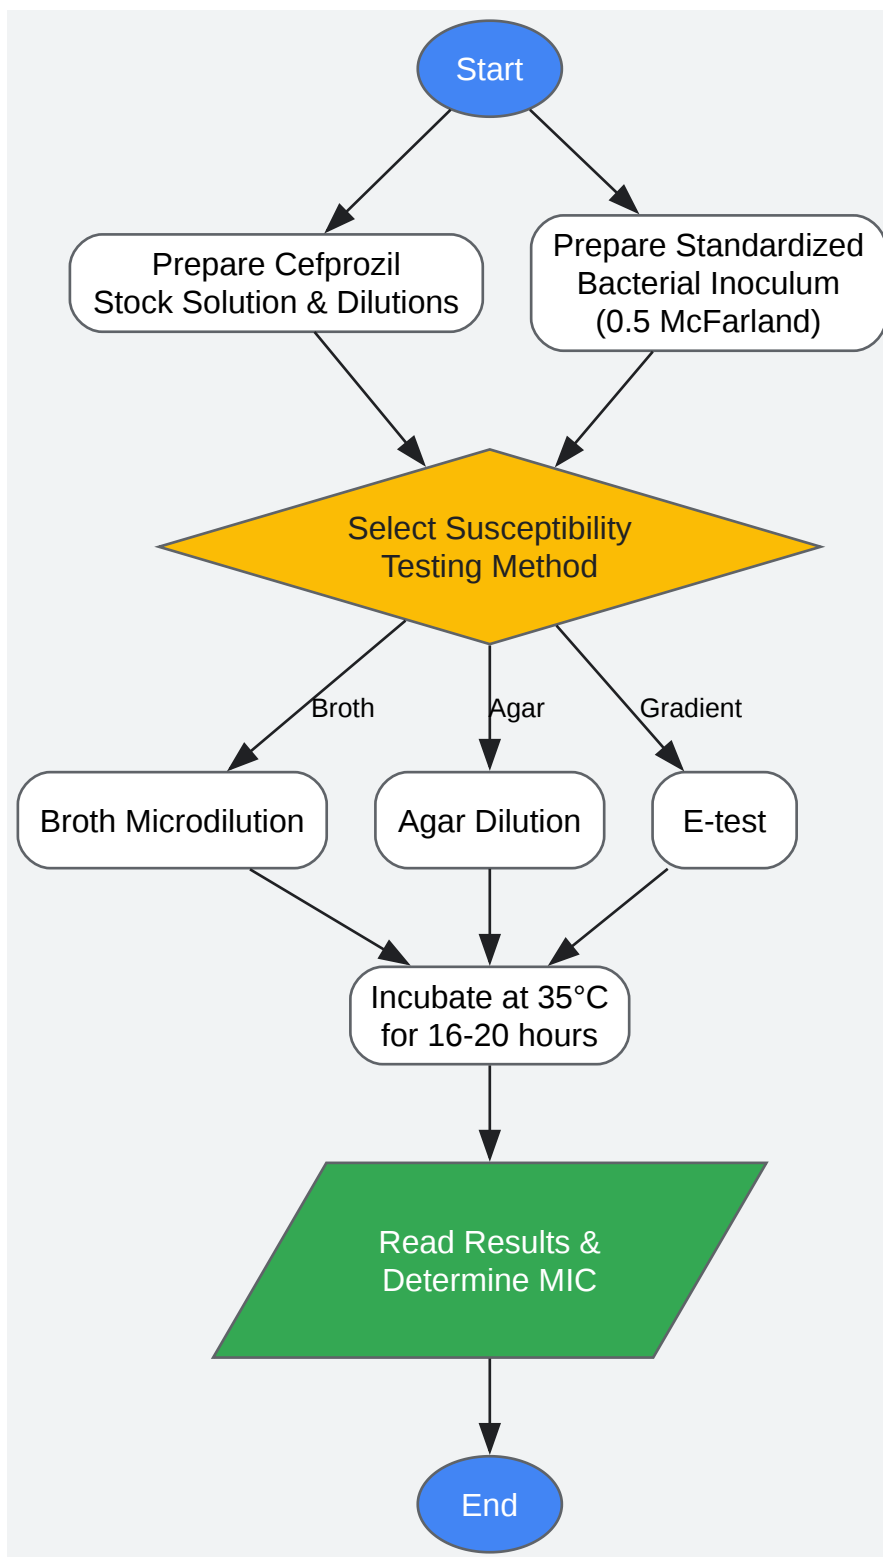 Start
Prepare Cefprozil
Stock Solution & Dilutions
Prepare Standardized
Bacterial Inoculum
(0.5 McFarland)
Select Susceptibility
Testing Method
Broth
Agar
Gradient
Broth Microdilution
Agar Dilution
E-test
Incubate at 35°C
for 16-20 hours
Read Results &
Determine MIC
End